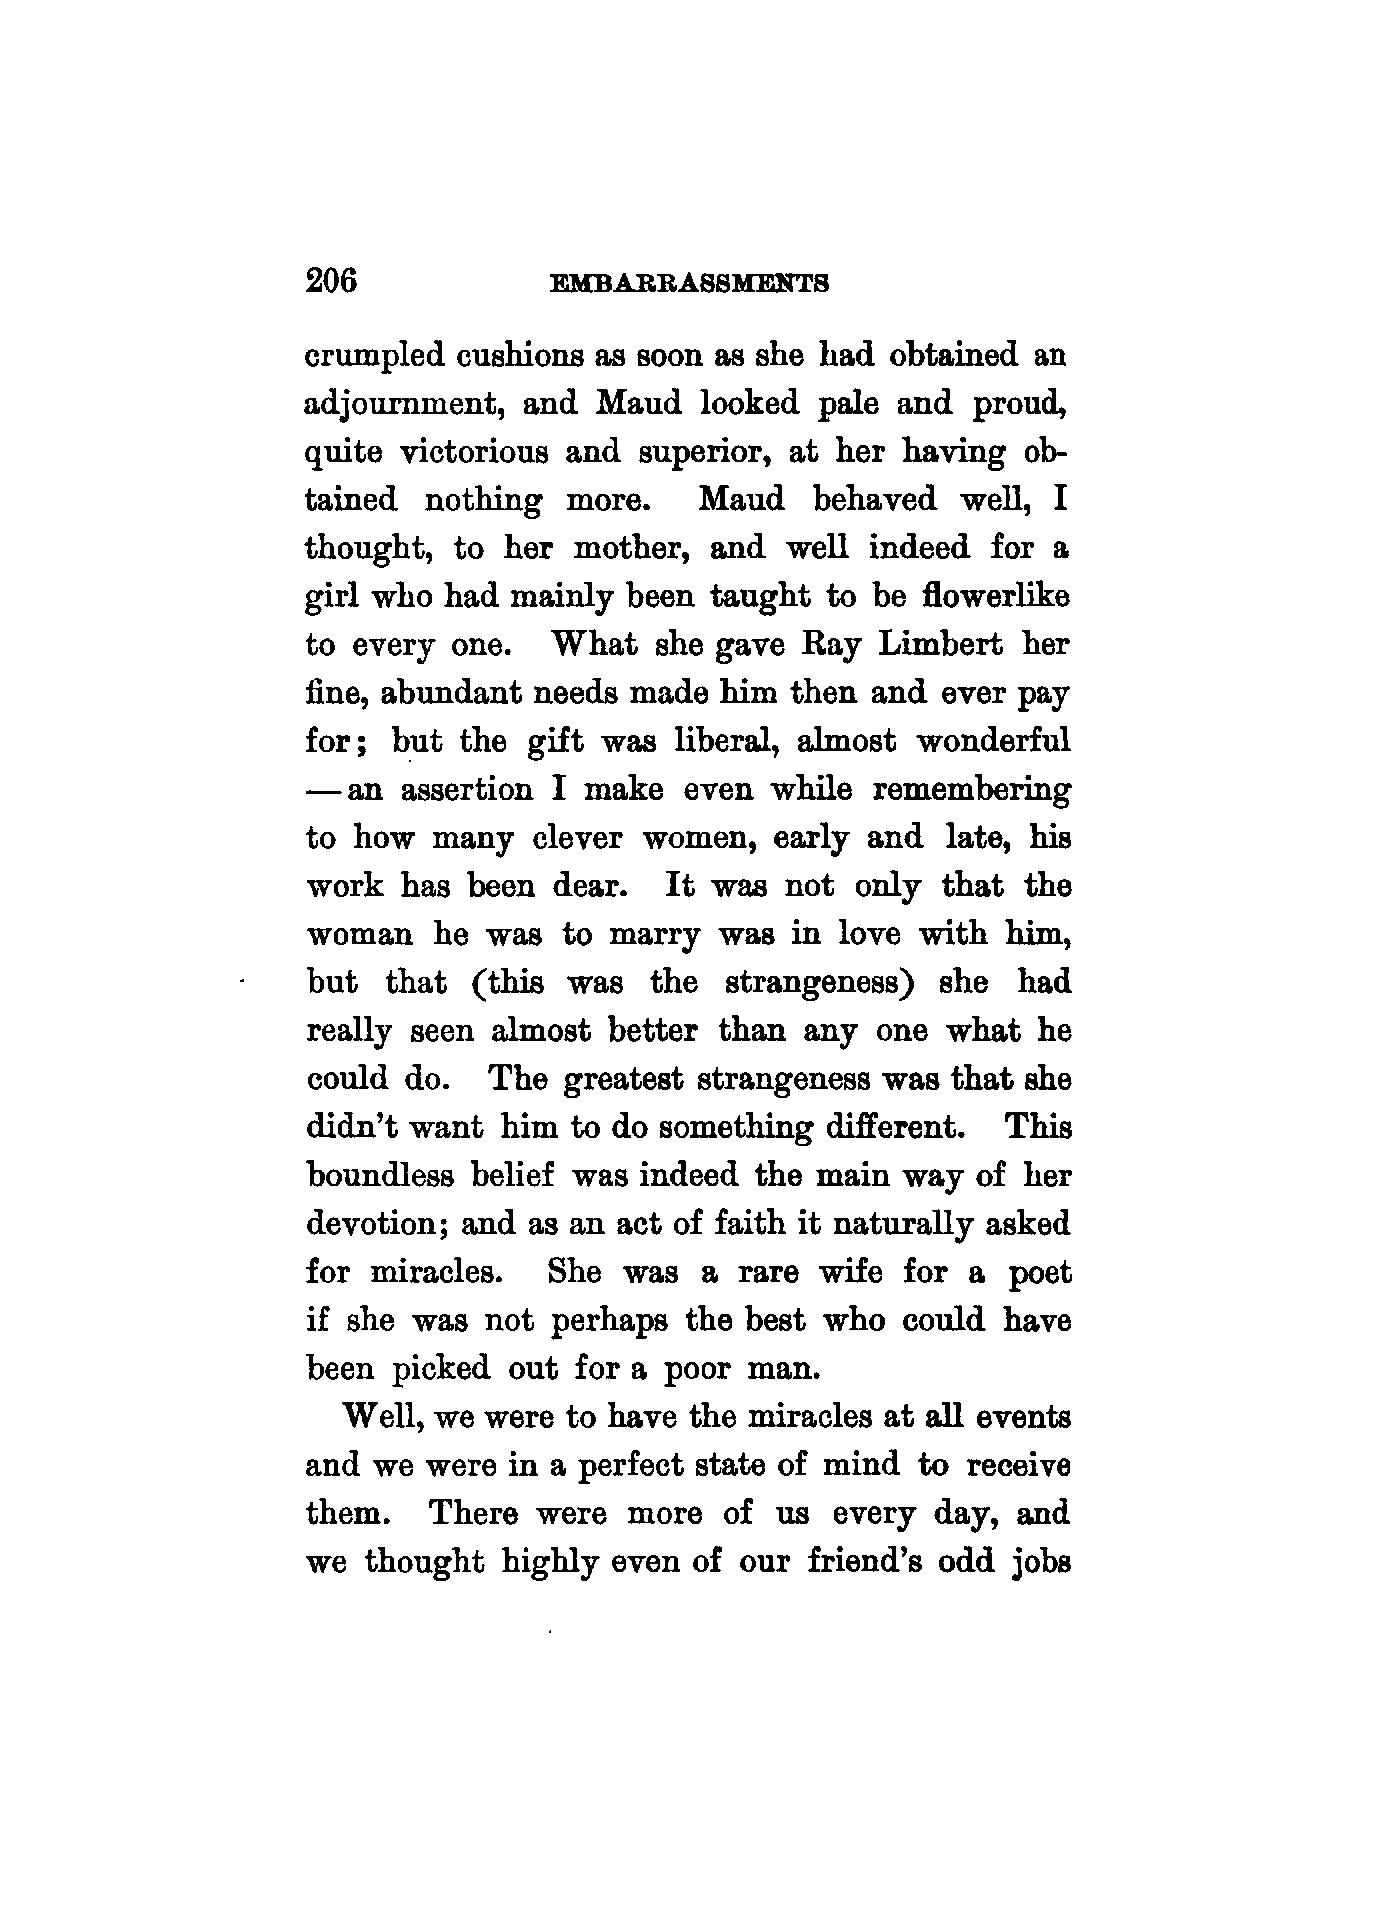 206 EMBARRASSMENTS
crumpled cushions as soon as she had obtained an
adjournment, and Maud looked pale and proud,
quite victorious and superior, at her having ob-
tained nothing more. Maud behaved well, I
thought, to her mother, and well indeed for a
girl who had mainly been taught to be flowerlike
to every one. What she gave Ray Limbert her
fine, abundant needs made him then and ever pay
for; but the gift was liberal, almost wonderful
—an assertion I make even while remembering
to how many clever women, early and late, his
work has been dear. It was not only that the
woman he was to marry was in love with him,
but that (this was the strangeness) she had
really seen almost better than any one what he
could do. The greatest strangeness was that she
didn't want him to do something different. This
boundless belief was indeed the main way of her
devotion; and as an act of faith it naturally asked
for miracles. She was a rare wife for a poet
if she was not perhaps the best who could have
been picked out for a poor man.
Well, we were to have the miracles at all events
and we were in a perfect state of mind to receive
them. There were more of us every day, and
we thought highly even of our friend's odd jobs